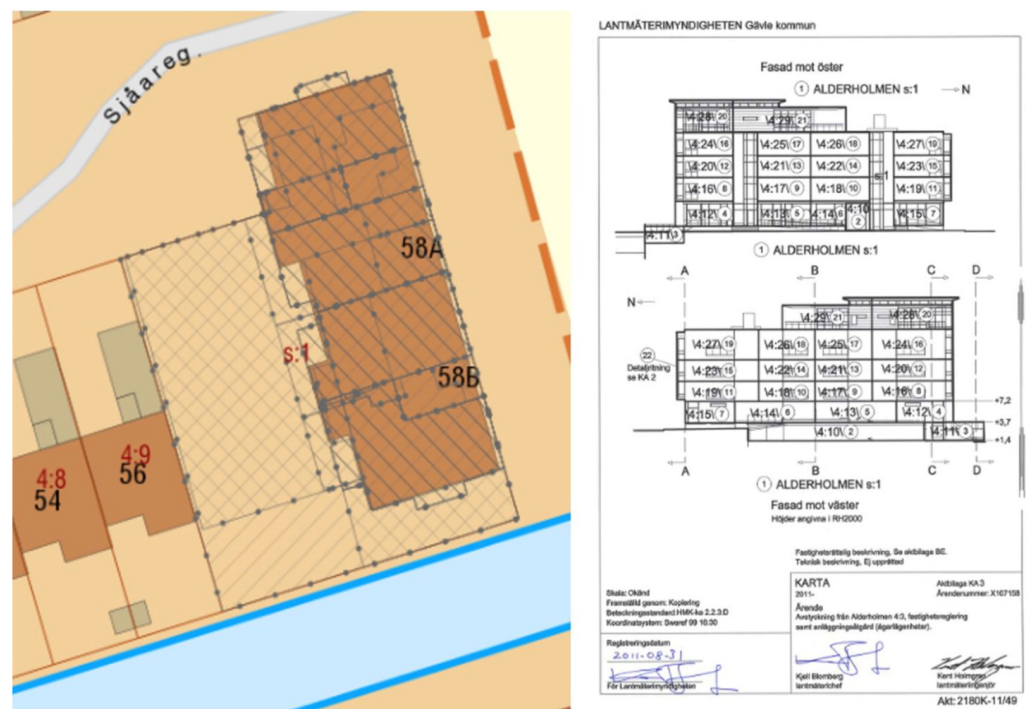 Sjåareg.
58A
s:1
58B
4:8
54
4:9
56
LANTMÄTERIMYNDIGHETEN Gävle kommun
Fasad mot öster
1 ALDERHOLMEN s:1 N
\4:28\ 20 \4:29\ 21
\4:24\ 16 \4:25\ 17 \4:26\ 18 \4:27\ 19
\4:20\ 12 \4:21\ 13 \4:22\ 14 \4:23\ 15
s:1
\4:16\ 8 \4:17\ 9 \4:18\ 10 \4:19\ 11
\4:12\ 4 \4:13\ 5 \4:14\ 6 \4:10 2 \4:15\ 7
\4:11\ 3
1 ALDERHOLMEN s:1
A B C D
N
\4:29\ 21 \4:28\ 20
\4:27\ 19 \4:26\ 18 \4:25\ 17 \4:24\ 16
22
Detaljritning
se KA 2
\4:23\ 15 \4:22\ 14 \4:21\ 13 \4:20\ 12
\4:19\ 11 \4:18\ 10 \4:17\ 9 \4:16\ 8
+7,2
\4:15\ 7 \4:14\ 6 \4:13\ 5 \4:12\ 4
+3,7
\4:10\ 2 \4:11\ 3
+1,4
A B C D
1 ALDERHOLMEN s:1
Fasad mot väster
Höjder angivna i RH2000
Fastighetsrättslig beskrivning, Se aktbilaga BE.
Teknisk beskrivning, Ej upprättad
Skala: Okänd
Framställd genom: Kopiering
Beteckningsstandard HMK-ka 2.2.3:D
Koordinatsystem: Sweref 99 16:30
KARTA
2011-
Aktbilaga KA 3
Ärendenummer: X107158
Ärende
Avstyckning från Alderholmen 4:3, fastighetsreglering
samt anläggningsåtgärd (ägarlägenheter).
Registreringsdatum
2011-08-31
För Lantmäterimyndigheten
Kjell Blomberg
lantmäterichef
Kent Holmgren
lantmäteriingenjör
Akt: 2180K-11/49